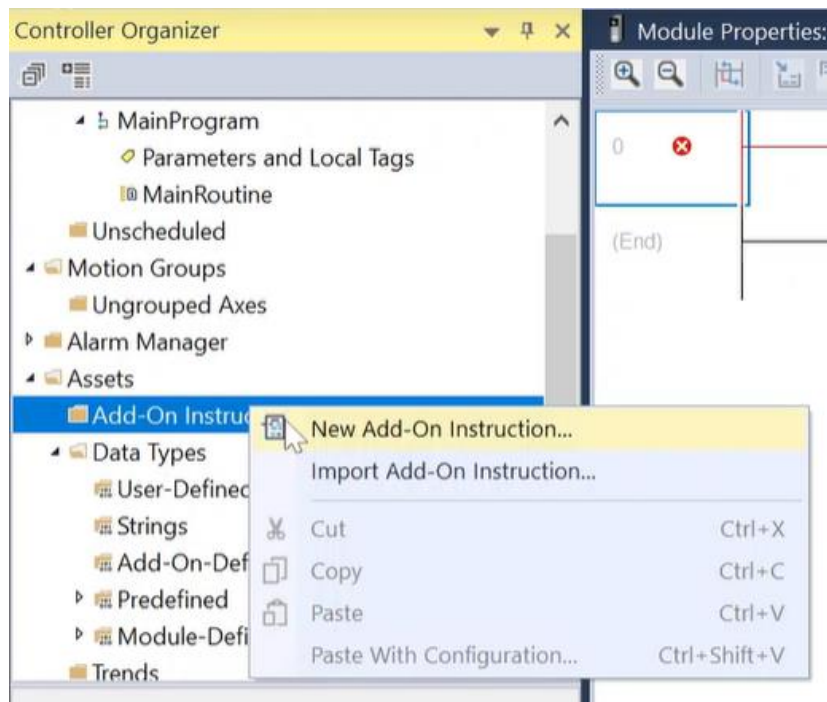 Controller Organizer
Module Properties:
MainProgram
Parameters and Local Tags
MainRoutine
Unscheduled
Motion Groups
Ungrouped Axes
Alarm Manager
Assets
Add-On Instruc
Data Types
User-Defined
Strings
Add-On-Def
Predefined
Module-Defi
Trends
New Add-On Instruction...
Import Add-On Instruction...
Cut Ctrl+X
Copy Ctrl+C
Paste Ctrl+V
Paste With Configuration... Ctrl+Shift+V
0
(End)